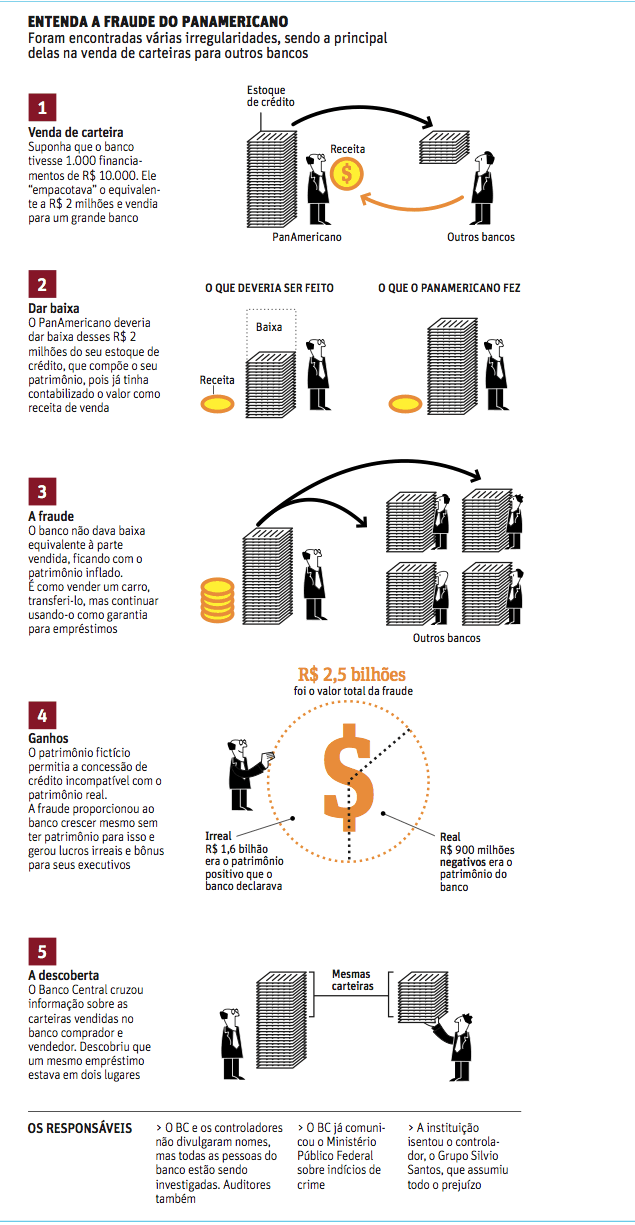 ENTENDA A FRAUDE DO PANAMERICANO
Foram encontradas várias irregularidades, sendo a principal
delas na venda de carteiras para outros bancos
1
Venda de carteira
Suponha que o banco
tivesse 1.000 financia-
mentos de R$ 10.000. Ele
“empacotava” o equivalen-
te a R$ 2 milhões e vendia
para um grande banco
Estoque
de crédito
Receita
$
PanAmericano
Outros bancos
2
Dar baixa
O PanAmericano deveria
dar baixa desses R$ 2
milhões do seu estoque de
crédito, que compõe o seu
patrimônio, pois já tinha
contabilizado o valor como
receita de venda
O QUE DEVERIA SER FEITO
Baixa
Receita
O QUE O PANAMERICANO FEZ
3
A fraude
O banco não dava baixa
equivalente à parte
vendida, ficando com o
patrimônio inflado.
É como vender um carro,
transferi-lo, mas continuar
usando-o como garantia
para empréstimos
Outros bancos
4
Ganhos
O patrimônio fictício
permitia a concessão de
crédito incompatível com o
patrimônio real.
A fraude proporcionou ao
banco crescer mesmo sem
ter patrimônio para isso e
gerou lucros irreais e bônus
para seus executivos
R$ 2,5 bilhões
foi o valor total da fraude
$
Irreal
R$ 1,6 bilhão
era o patrimônio
positivo que o
banco declarava
Real
R$ 900 milhões
negativos era o
patrimônio do
banco
5
A descoberta
O Banco Central cruzou
informação sobre as
carteiras vendidas no
banco comprador e
vendedor. Descobriu que
um mesmo empréstimo
estava em dois lugares
Mesmas
carteiras
OS RESPONSÁVEIS
> O BC e os controladores
não divulgaram nomes,
mas todas as pessoas do
banco estão sendo
investigadas. Auditores
também
> O BC já comuni-
cou o Ministério
Público Federal
sobre indícios de
crime
> A instituição
isentou o controla-
dor, o Grupo Silvio
Santos, que assumiu
todo o prejuízo